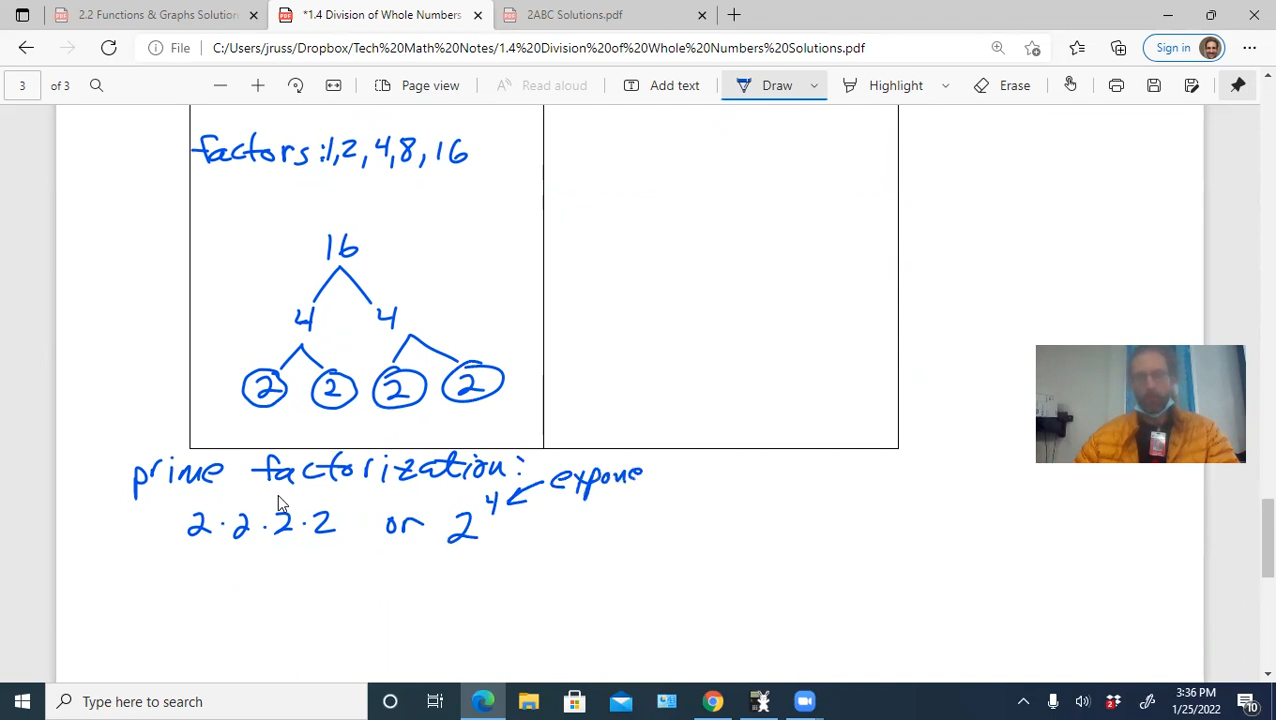 2.2 Functions & Graphs Solution
*1.4 Division of Whole Numbers
2ABC Solutions.pdf
File
C:/Users/jruss/Dropbox/Tech%20Math%20Notes/1.4%20Division%20of%20Whole%20Numbers%20Solutions.pdf
Sign in
3 of 3
Page view
Read aloud
Add text
Draw
Highlight
Erase
factors : 1, 2, 4, 8, 16
16
4 4
2 2 2 2
prime factorization:
4 expone
2 · 2 · 2 · 2 or 2
Type here to search
3:36 PM
1/25/2022
2
10